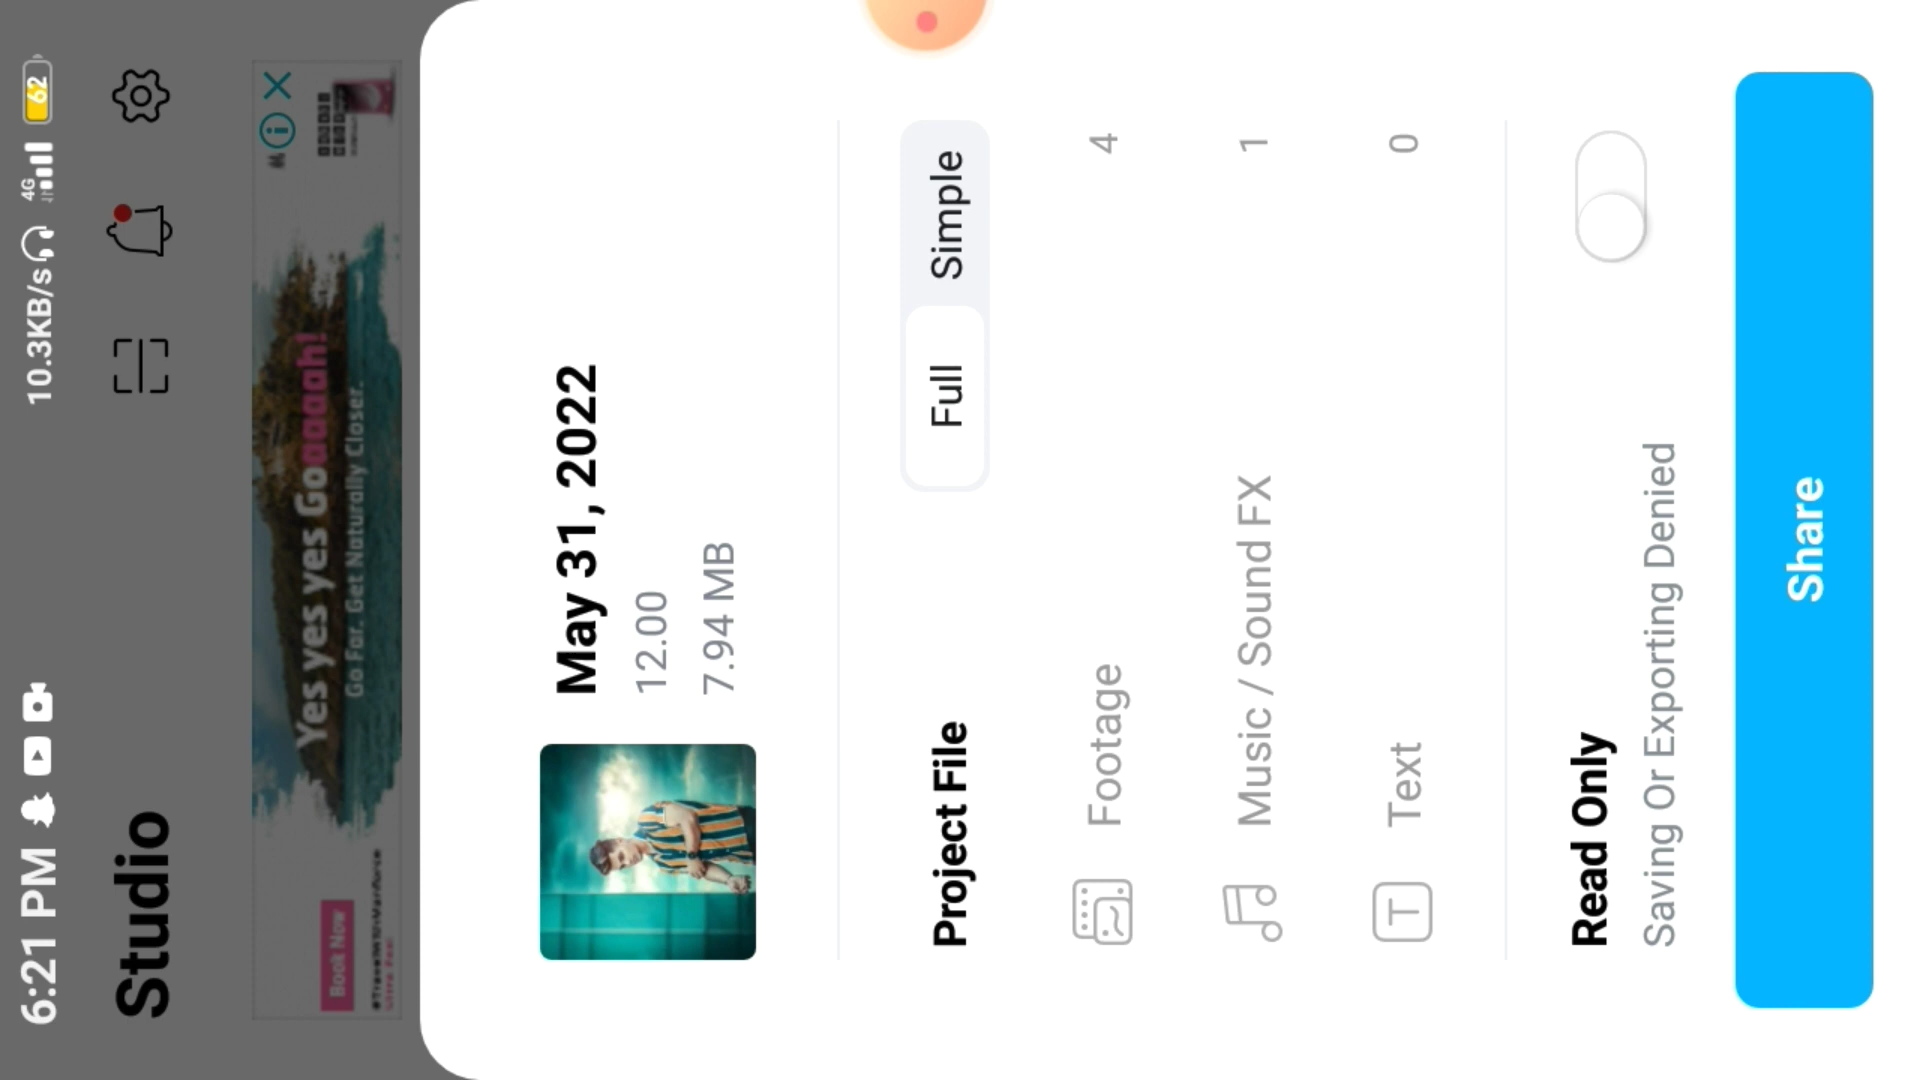 6:21 PM
10.3KB/s
4G
62
Studio
Yes yes yes Goaaaah!
Go Far. Get Naturally Closer.
Book Now
May 31, 2022
12.00
7.94 MB
Project File
Full
Simple
Footage
4
Music / Sound FX
1
Text
0
Read Only
Saving Or Exporting Denied
Share